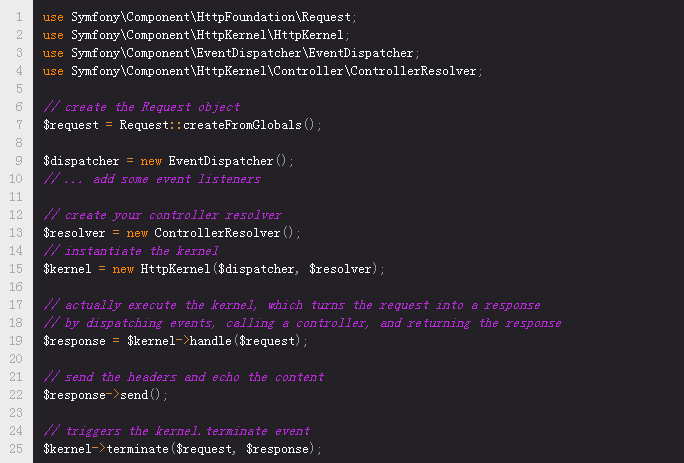 1 use Symfony\Component\HttpFoundation\Request;
2 use Symfony\Component\HttpKernel\HttpKernel;
3 use Symfony\Component\EventDispatcher\EventDispatcher;
4 use Symfony\Component\HttpKernel\Controller\ControllerResolver;
5
6 // create the Request object
7 $request = Request::createFromGlobals();
8
9 $dispatcher = new EventDispatcher();
10 // ... add some event listeners
11
12 // create your controller resolver
13 $resolver = new ControllerResolver();
14 // instantiate the kernel
15 $kernel = new HttpKernel($dispatcher, $resolver);
16
17 // actually execute the kernel, which turns the request into a response
18 // by dispatching events, calling a controller, and returning the response
19 $response = $kernel->handle($request);
20
21 // send the headers and echo the content
22 $response->send();
23
24 // triggers the kernel.terminate event
25 $kernel->terminate($request, $response);